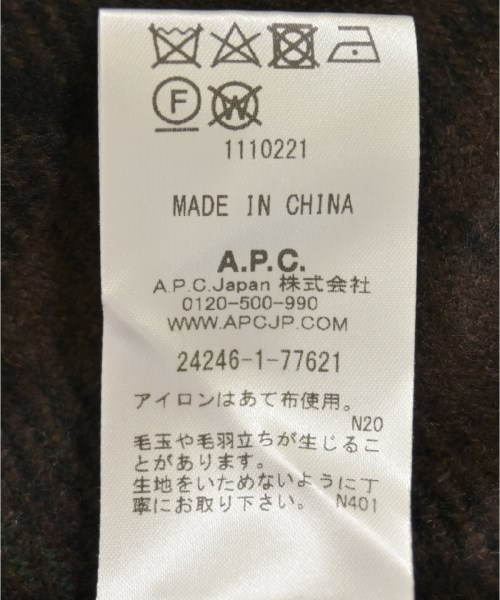 F W
1110221
MADE IN CHINA
A.P.C.
A.P.C.Japan 株式会社
0120-500-990
WWW.APCJP.COM
24246-1-77621
アイロンはあて布使用。
N20
毛玉や毛羽立ちが生じるこ
とがあります。
生地をいためないように丁
寧にお取り下さい。 N401